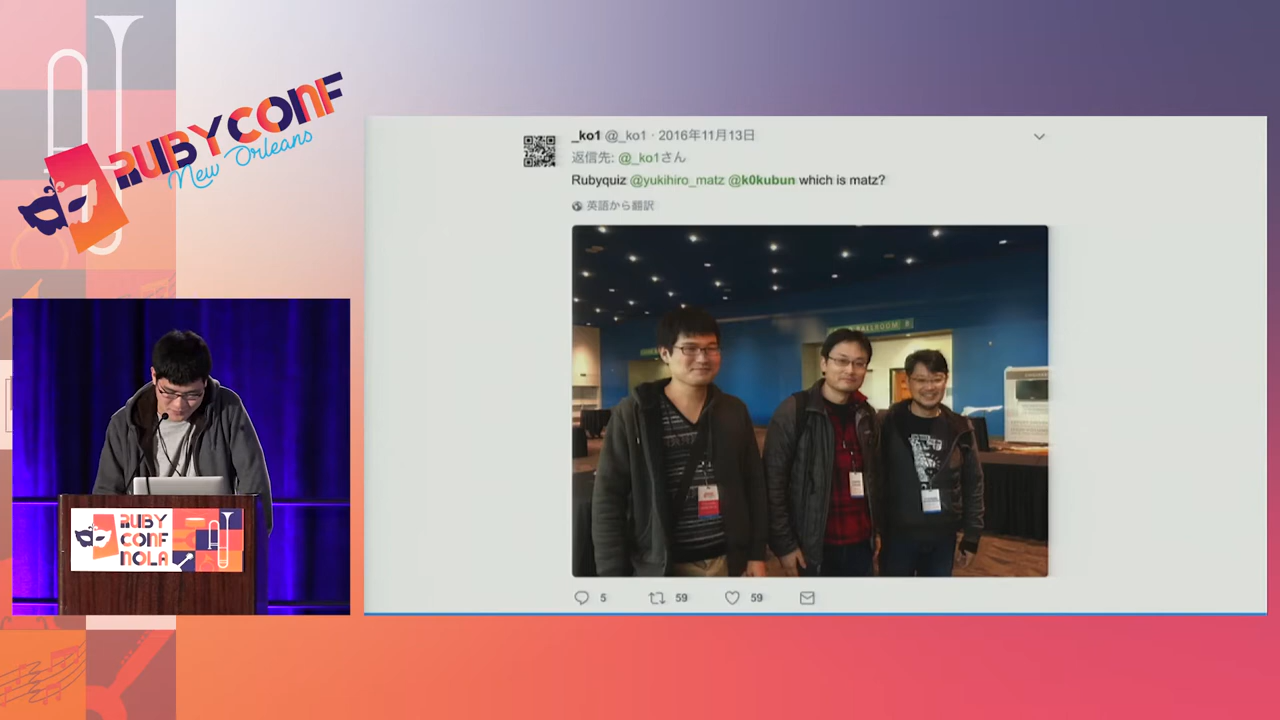 RUBYCONF
New Orleans
RUBY
CONF
NOLA
_ko1 @_ko1 · 2016年11月13日
返信先: @_ko1さん
Rubyquiz @yukihiro_matz @k0kubun which is matz?
英語から翻訳
BALLROOM B
5 59 59